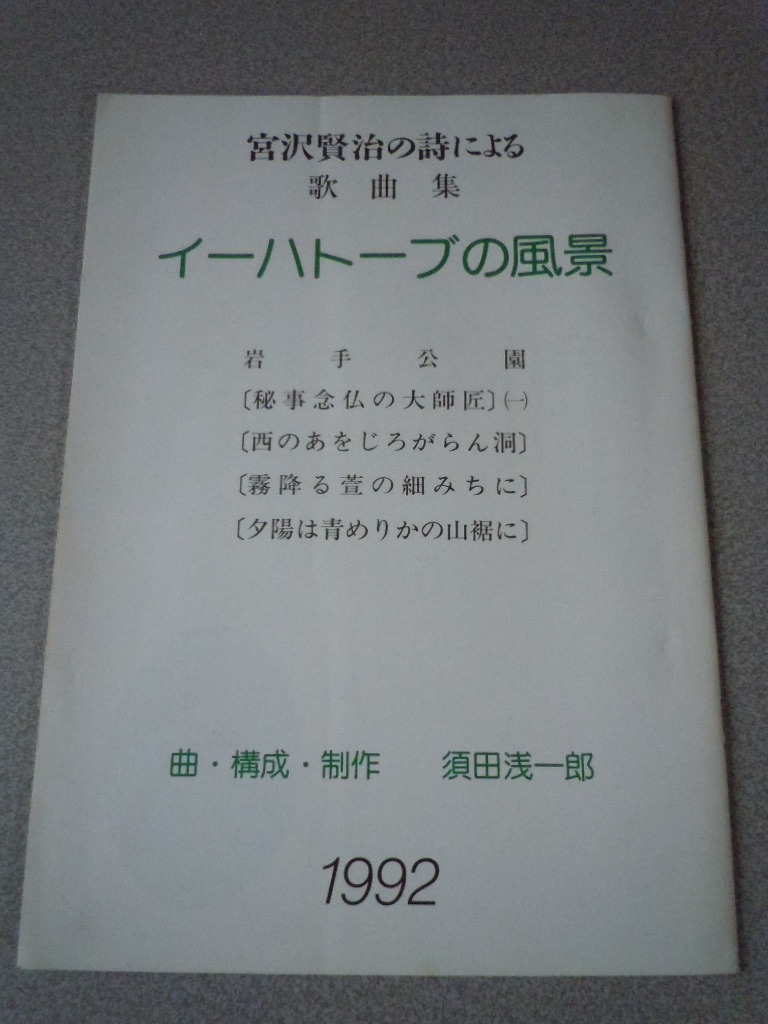 宮沢賢治の詩による
歌曲集
イーハトーブの風景
岩手公園
〔秘事念仏の大師匠〕㈠
〔西のあをじろがらん洞〕
〔霧降る萱の細みちに〕
〔夕陽は青めりかの山裾に〕
曲・構成・制作 須田浅一郎
1992